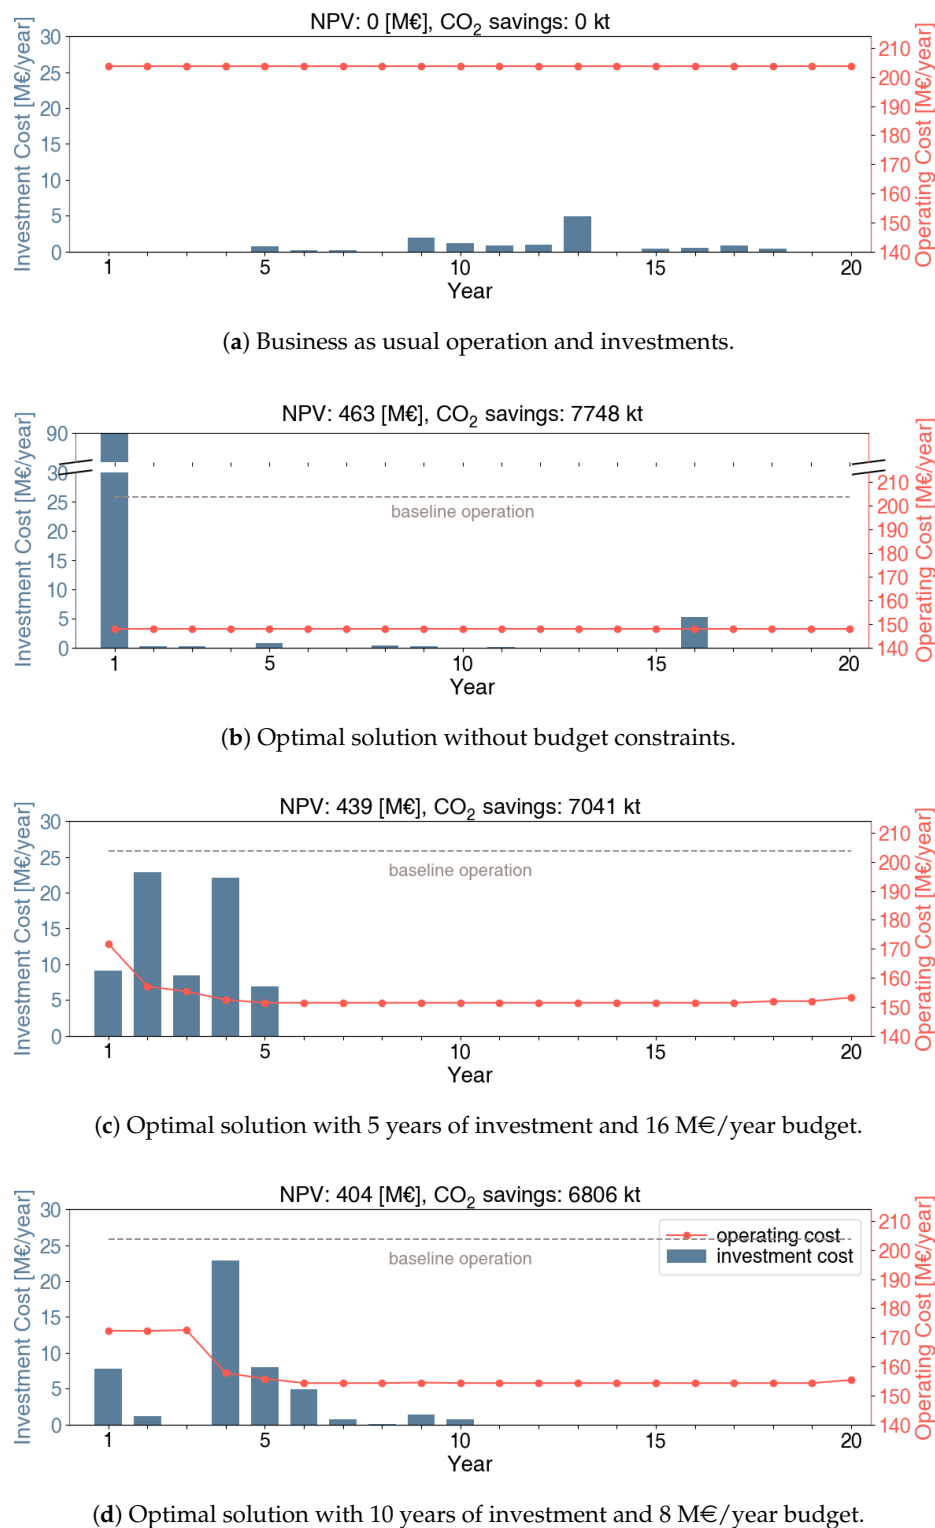 NPV: 0 [M€], CO₂ savings: 0 kt
Investment Cost [M€/year]
30
25
20
15
10
5
0
210
200
190
180
170
160
150
140
Operating Cost [M€/year]
1 5 10 15 20
Year
(a) Business as usual operation and investments.
NPV: 463 [M€], CO₂ savings: 7748 kt
Investment Cost [M€/year]
90
30
25
20
15
10
5
0
baseline operation
210
200
190
180
170
160
150
140
Operating Cost [M€/year]
1 5 10 15 20
Year
(b) Optimal solution without budget constraints.
NPV: 439 [M€], CO₂ savings: 7041 kt
Investment Cost [M€/year]
30
25
20
15
10
5
0
baseline operation
210
200
190
180
170
160
150
140
Operating Cost [M€/year]
1 5 10 15 20
Year
(c) Optimal solution with 5 years of investment and 16 M€/year budget.
NPV: 404 [M€], CO₂ savings: 6806 kt
Investment Cost [M€/year]
30
25
20
15
10
5
0
baseline operation
operating cost
investment cost
210
200
190
180
170
160
150
140
Operating Cost [M€/year]
1 5 10 15 20
Year
(d) Optimal solution with 10 years of investment and 8 M€/year budget.